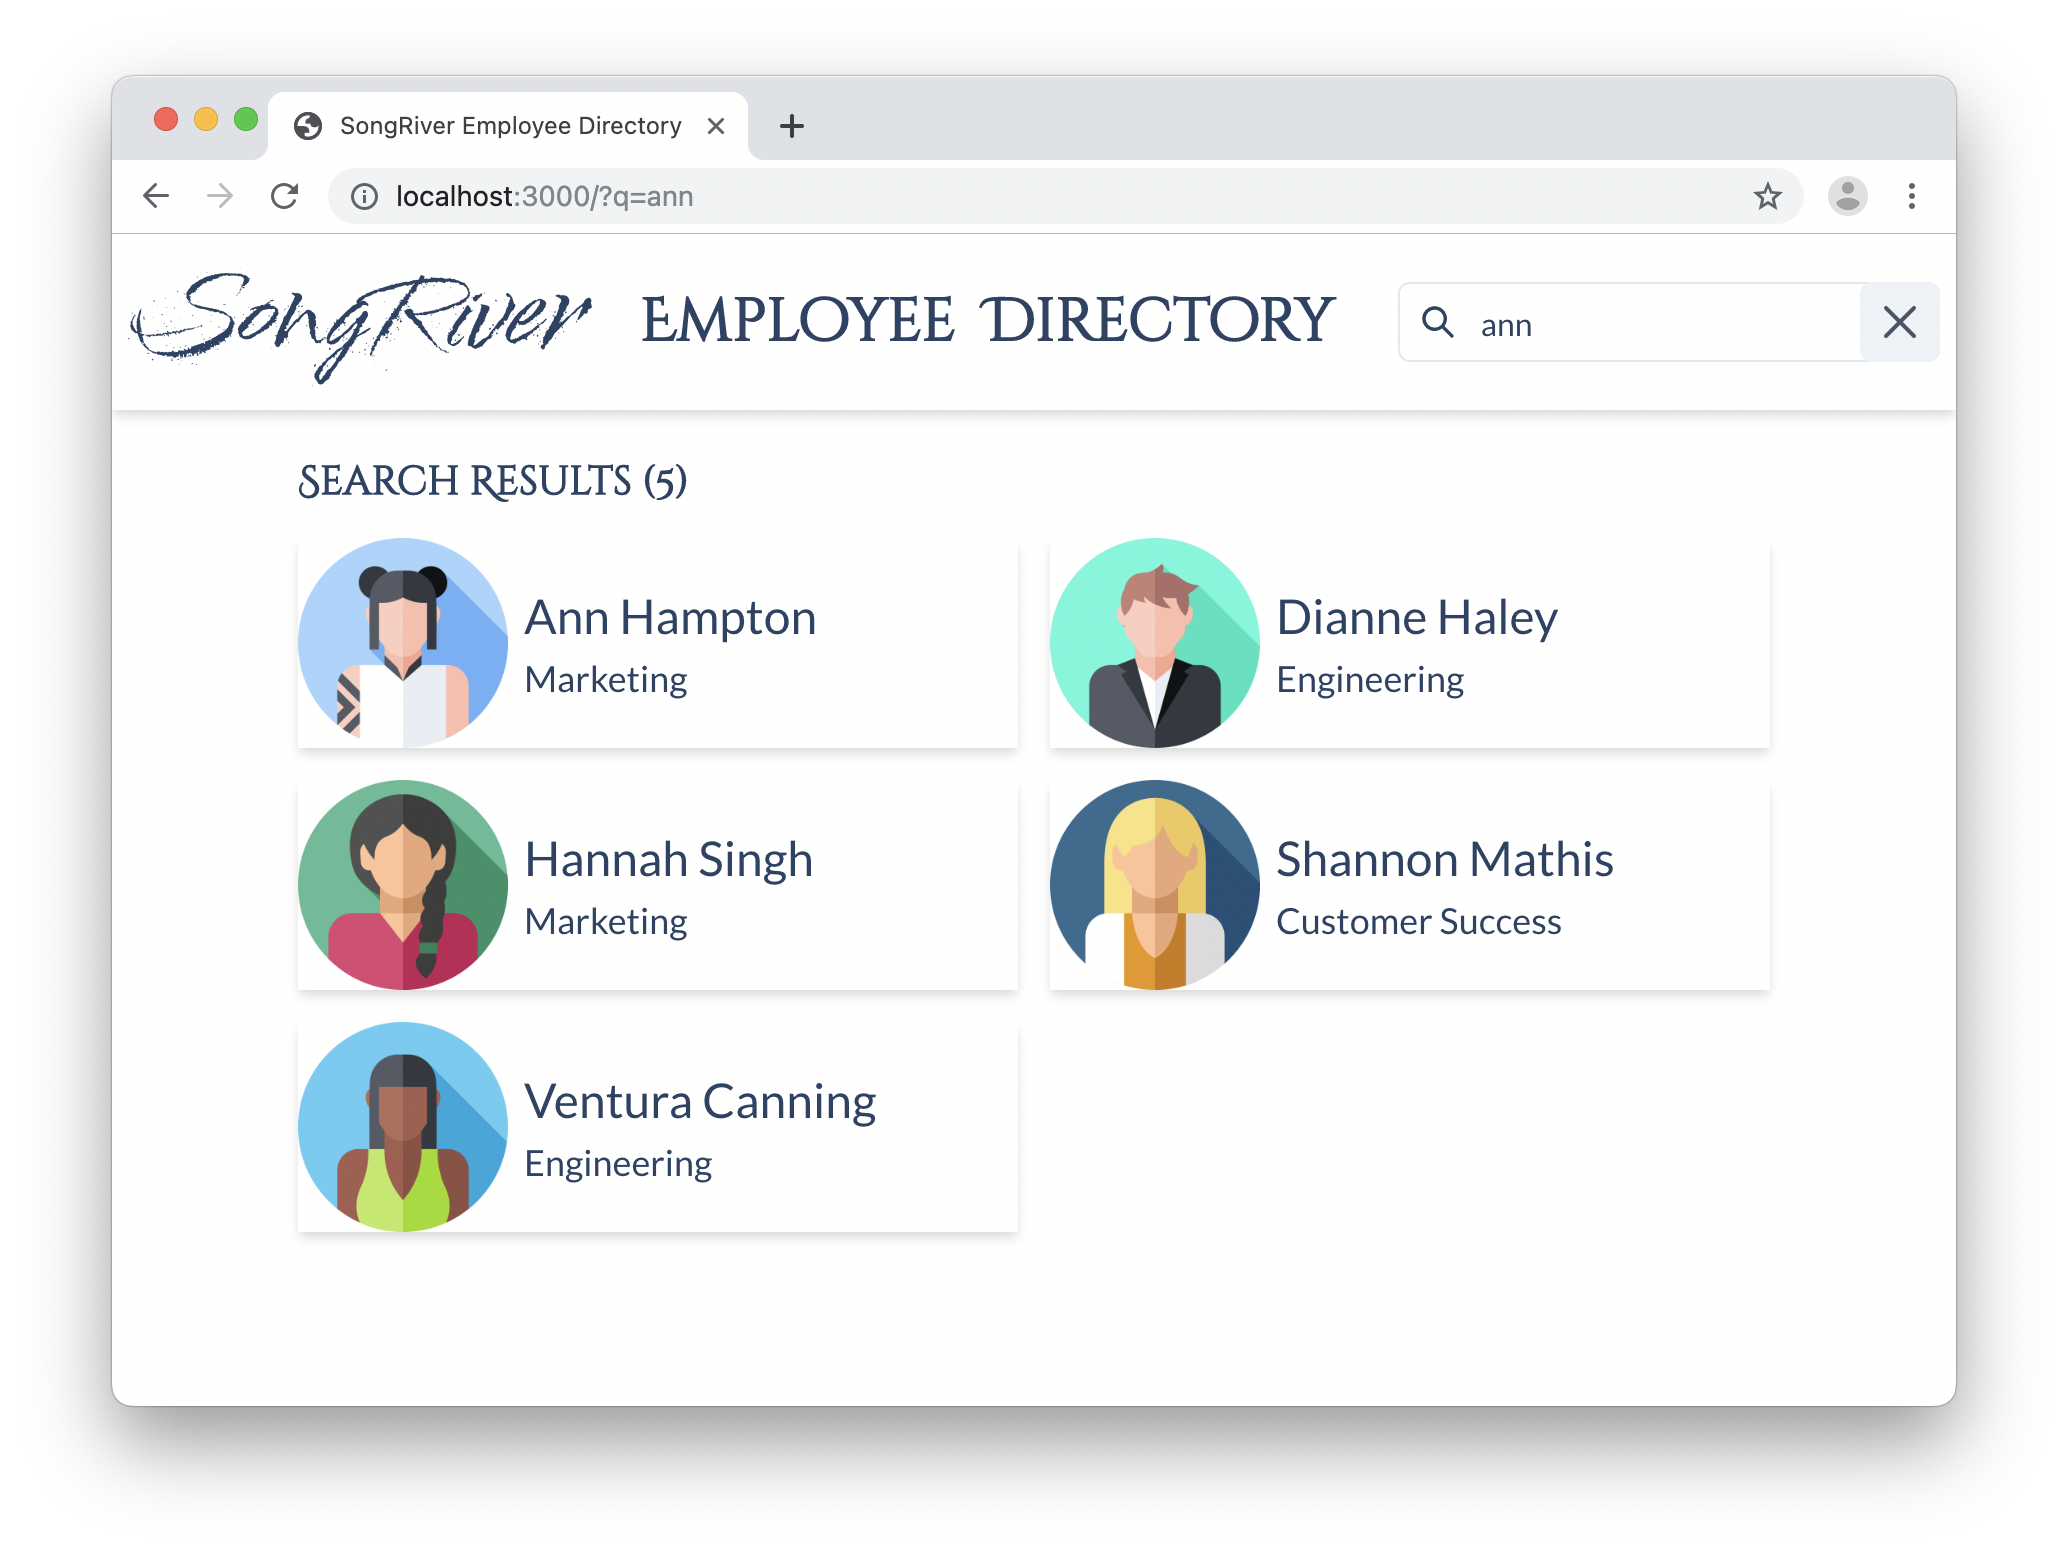 SongRiver Employee Directory
localhost:3000/?q=ann
SongRiver EMPLOYEE DIRECTORY
ann
SEARCH RESULTS (5)
Ann Hampton
Marketing
Dianne Haley
Engineering
Hannah Singh
Marketing
Shannon Mathis
Customer Success
Ventura Canning
Engineering